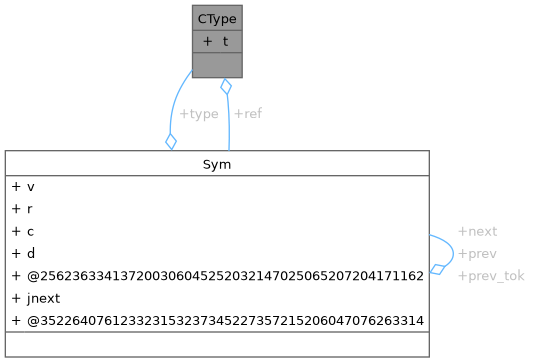 CType
+ t
+type
+ref
Sym
+ v
+ r
+ c
+ d
+ @256236334137200306045252032147025065207204171162
+ jnext
+ @352264076123323153237345227357215206047076263314
+next
+prev
+prev_tok